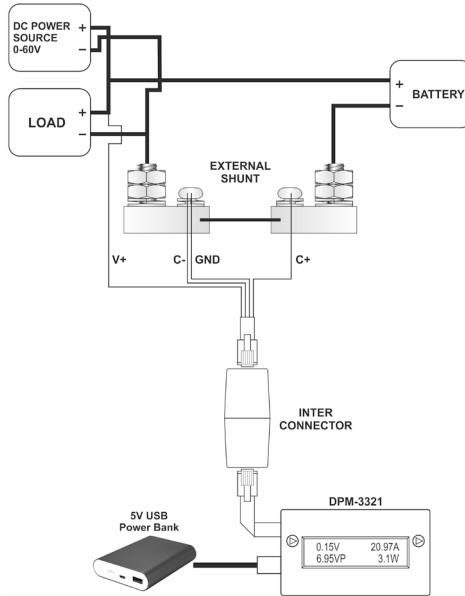 DC POWER
SOURCE
0-60V
+
−
LOAD
+
−
+
−
BATTERY
EXTERNAL
SHUNT
V+
C-
GND
C+
INTER
CONNECTOR
DPM-3321
5V USB
Power Bank
0.15V 20.97A
6.95VP 3.1W